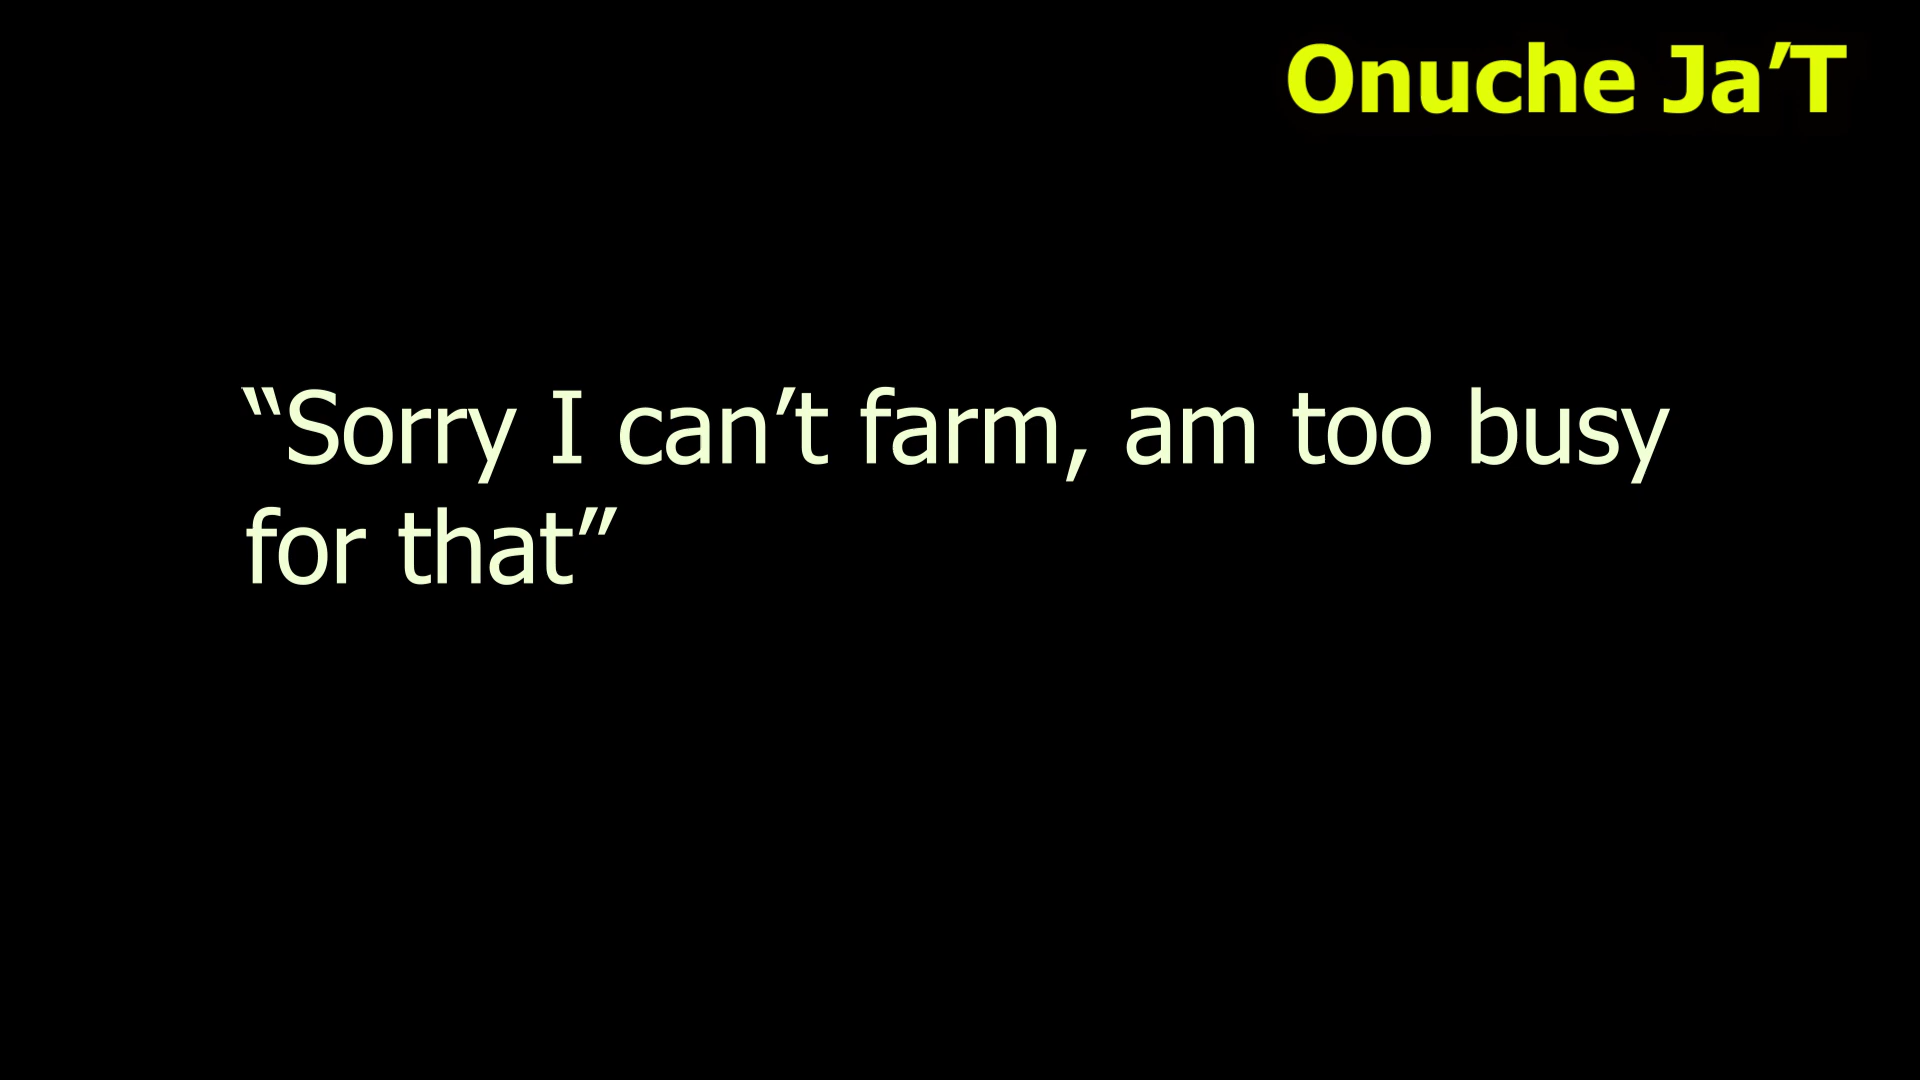 Onuche Ja’T
“Sorry I can’t farm, am too busy
for that”